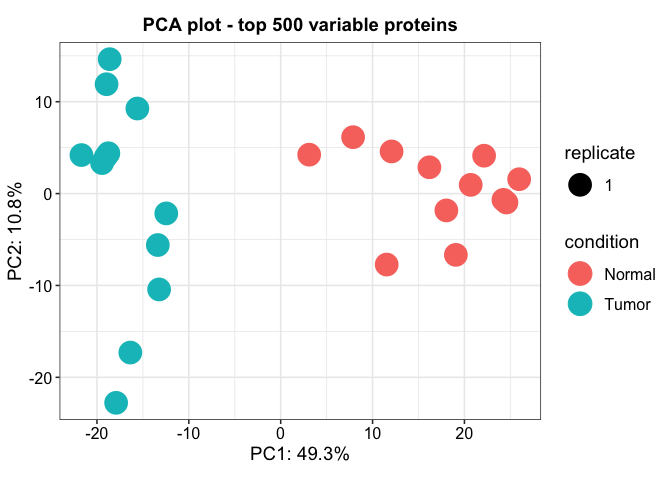 PCA plot - top 500 variable proteins
PC2: 10.8%
10
0
-10
-20
-20
-10
0
10
20
PC1: 49.3%
replicate
1
condition
Normal
Tumor